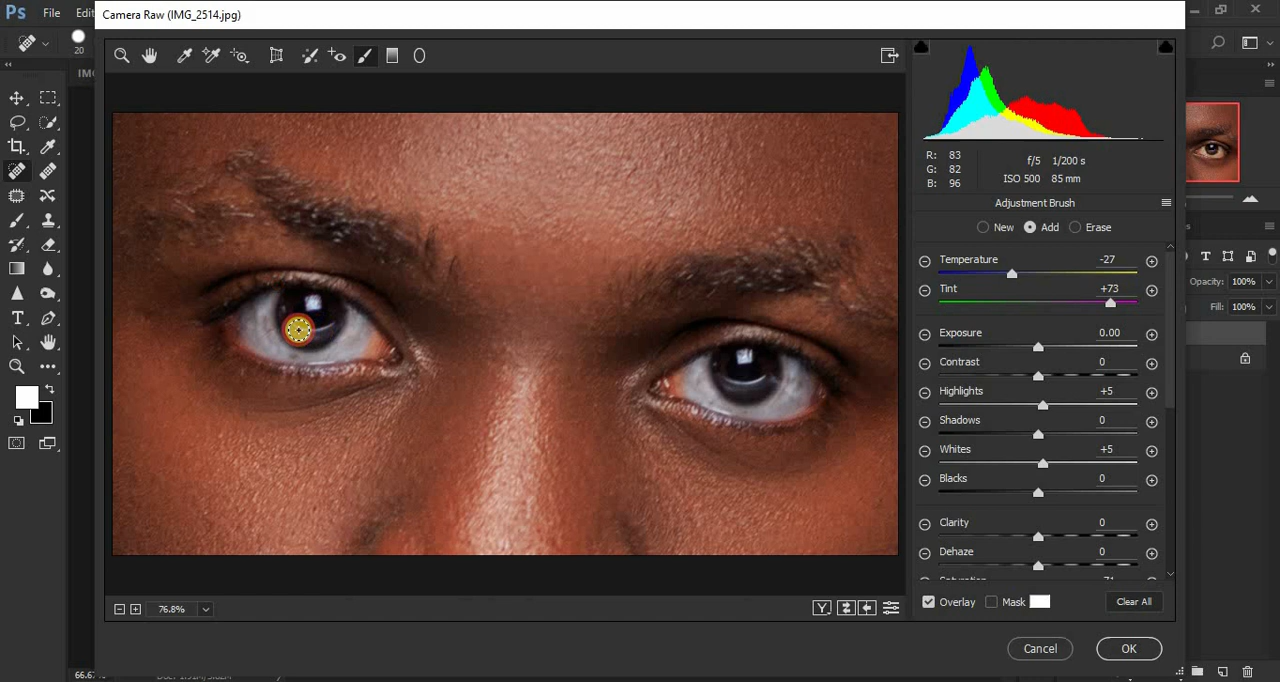 Ps File Edit
Camera Raw (IMG_2514.jpg)
20
IMG
R: 83
G: 82
B: 96
f/5 1/200 s
ISO 500 85 mm
Adjustment Brush
New Add Erase
Temperature -27
Tint +73
Exposure 0.00
Contrast 0
Highlights +5
Shadows 0
Whites +5
Blacks 0
Clarity 0
Dehaze 0
Opacity: 100%
Fill: 100%
76.8%
Y
Overlay Mask Clear All
Cancel OK